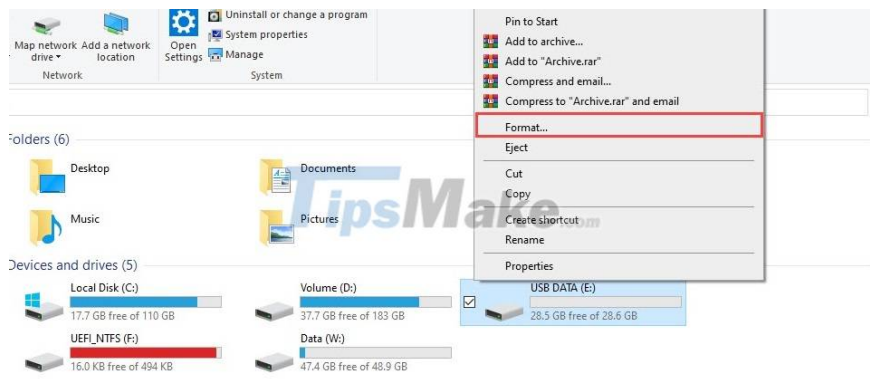 Map network drive
Add a network location
Open Settings
Uninstall or change a program
System properties
Manage
Network
System
Pin to Start
Add to archive...
Add to "Archive.rar"
Compress and email...
Compress to "Archive.rar" and email
Format...
Eject
Cut
Copy
Create shortcut
Rename
Properties
Folders (6)
Desktop
Documents
Music
Pictures
TipsMake.com
Devices and drives (5)
Local Disk (C:)
17.7 GB free of 110 GB
Volume (D:)
37.7 GB free of 183 GB
USB DATA (E:)
28.5 GB free of 28.6 GB
UEFI_NTFS (F:)
16.0 KB free of 494 KB
Data (W:)
47.4 GB free of 48.9 GB